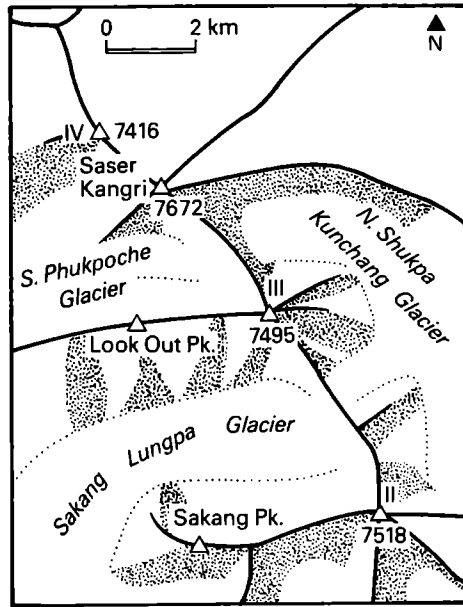 0 2 km
N
IV 7416
Saser
Kangri
7672
N. Shukpa
Kunchang Glacier
S. Phukpoche
Glacier
III
7495
Look Out Pk.
Sakang Lungpa Glacier
II
7518
Sakang Pk.